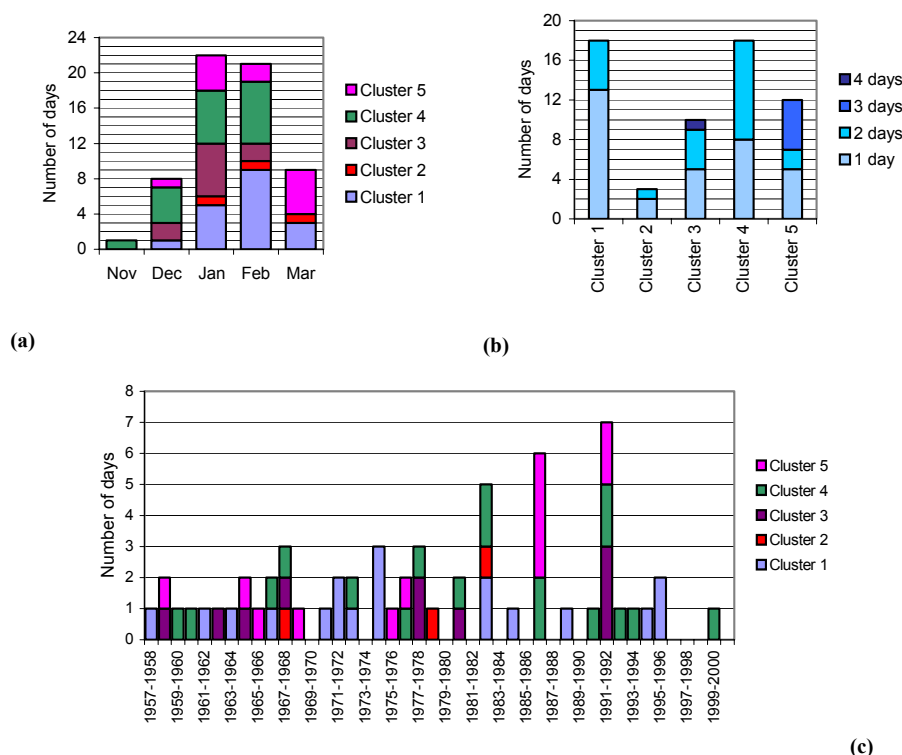 24
20
16
12
8
4
0
Number of days
Nov Dec Jan Feb Mar
Cluster 5
Cluster 4
Cluster 3
Cluster 2
Cluster 1
(a)
20
16
12
8
4
0
Number of days
Cluster 1
Cluster 2
Cluster 3
Cluster 4
Cluster 5
4 days
3 days
2 days
1 day
(b)
8
7
6
5
4
3
2
1
0
Number of days
1957-1958
1959-1960
1961-1962
1963-1964
1965-1966
1967-1968
1969-1970
1971-1972
1973-1974
1975-1976
1977-1978
1979-1980
1981-1982
1983-1984
1985-1986
1987-1988
1989-1990
1991-1992
1993-1994
1995-1996
1997-1998
1999-2000
Cluster 5
Cluster 4
Cluster 3
Cluster 2
Cluster 1
(c)